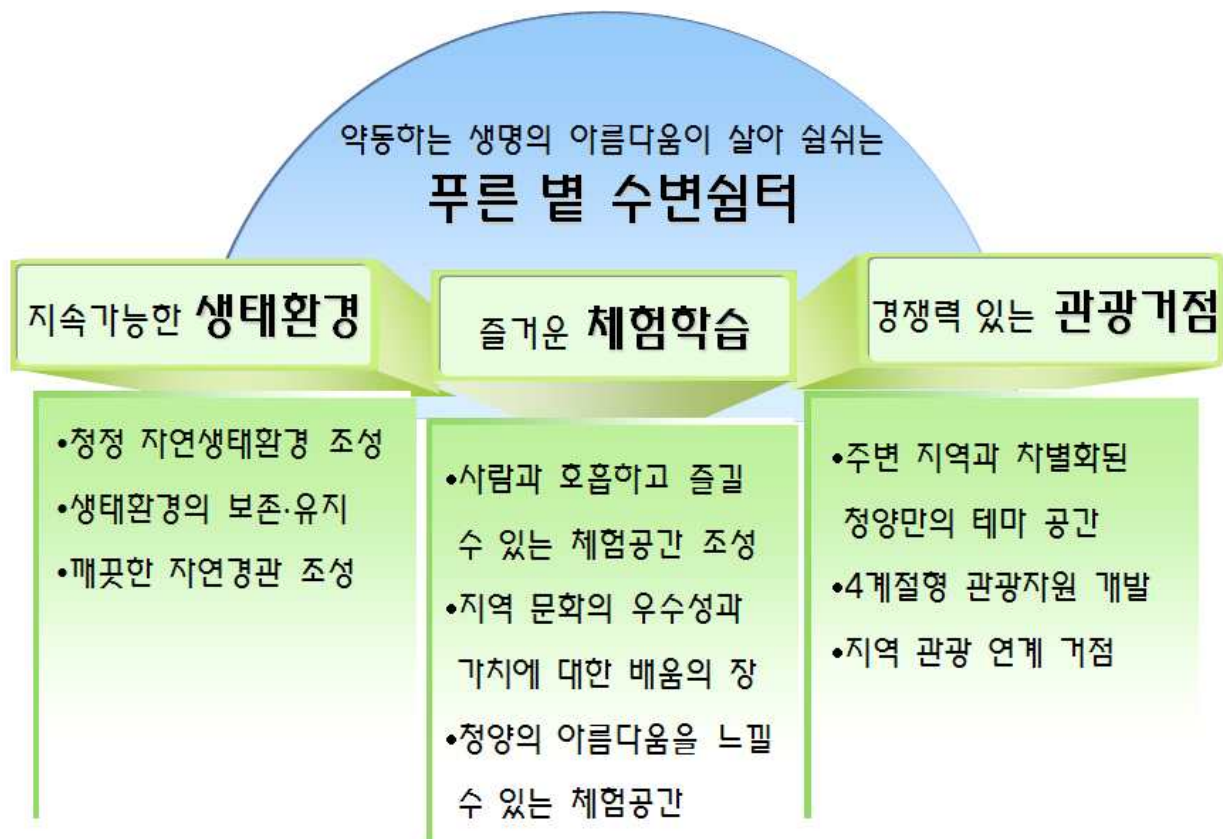 약동하는 생명의 아름다움이 살아 쉼쉬는
푸른 볕 수변쉼터
지속가능한 생태환경
•청정 자연생태환경 조성
•생태환경의 보존·유지
•깨끗한 자연경관 조성
즐거운 체험학습
•사람과 호흡하고 즐길
수 있는 체험공간 조성
•지역 문화의 우수성과
가치에 대한 배움의 장
•청양의 아름다움을 느낄
수 있는 체험공간
경쟁력 있는 관광거점
•주변 지역과 차별화된
청양만의 테마 공간
•4계절형 관광자원 개발
•지역 관광 연계 거점